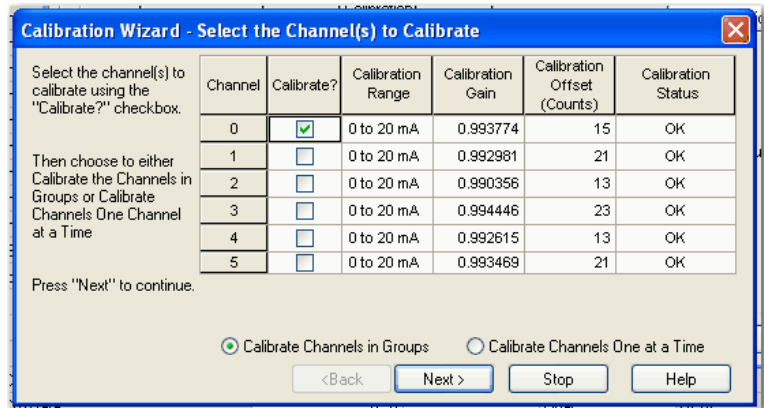 Calibration Wizard - Select the Channel(s) to Calibrate
Select the channel(s) to
calibrate using the
"Calibrate?" checkbox.
Then choose to either
Calibrate the Channels in
Groups or Calibrate
Channels One Channel
at a Time
Press "Next" to continue.
Channel Calibrate? Calibration Range Calibration Gain Calibration Offset (Counts) Calibration Status
0 0 to 20 mA 0.993774 15 OK
1 0 to 20 mA 0.992981 21 OK
2 0 to 20 mA 0.990356 13 OK
3 0 to 20 mA 0.994446 23 OK
4 0 to 20 mA 0.992615 13 OK
5 0 to 20 mA 0.993469 21 OK
Calibrate Channels in Groups Calibrate Channels One at a Time
<Back Next > Stop Help